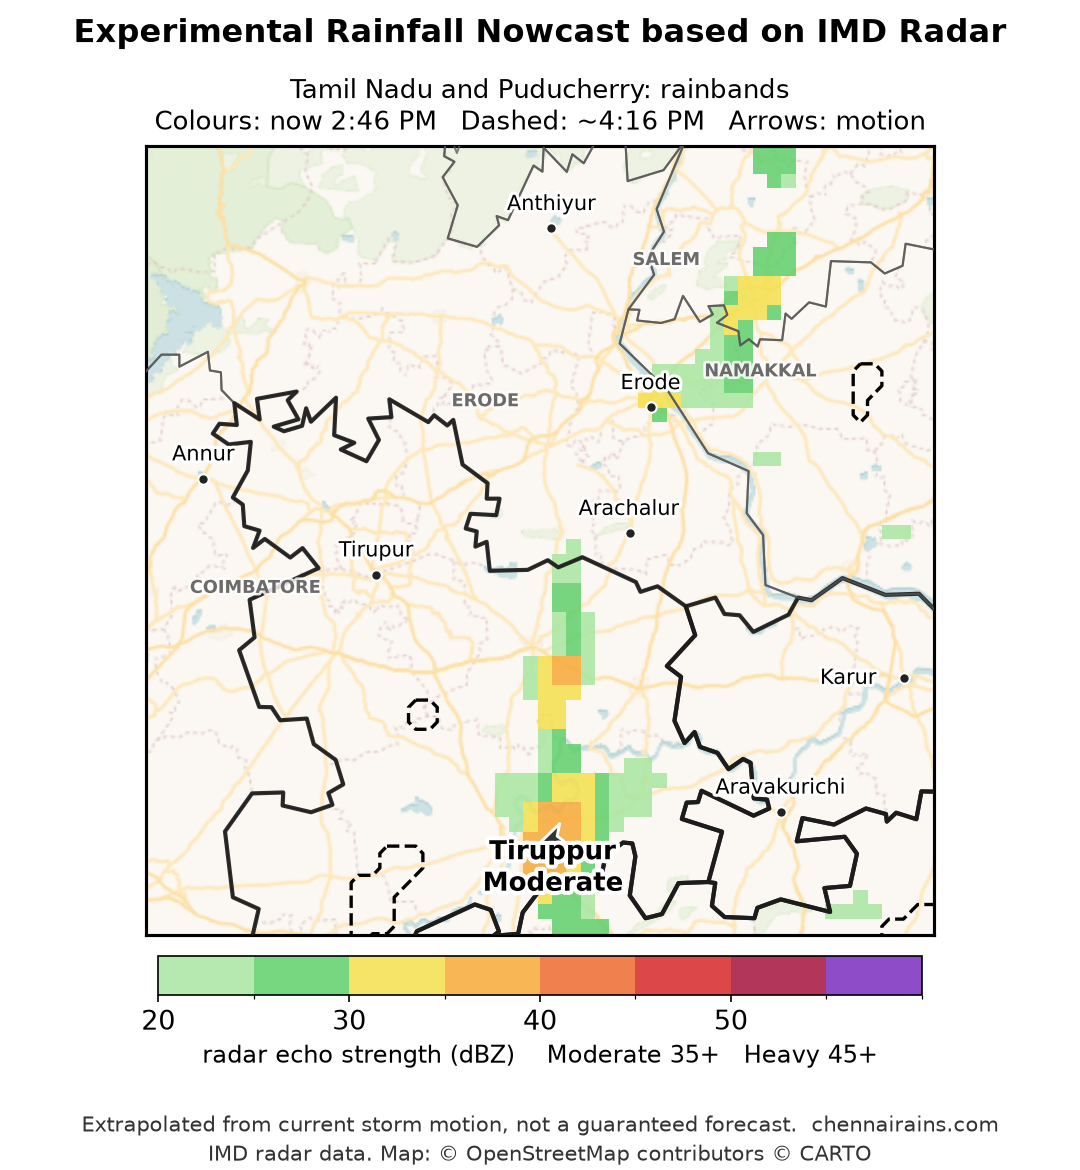 Experimental Rainfall Nowcast based on IMD Radar
Tamil Nadu and Puducherry: rainbands
Colours: now 2:46 PM   Dashed: ~4:16 PM   Arrows: motion
Anthiyur
SALEM
NAMAKKAL
Erode
ERODE
Annur
Arachalur
Tirupur
COIMBATORE
Karur
Aravakurichi
Tiruppur
Moderate
20 30 40 50
radar echo strength (dBZ)    Moderate 35+   Heavy 45+
Extrapolated from current storm motion, not a guaranteed forecast.  chennairains.com
IMD radar data. Map: © OpenStreetMap contributors © CARTO